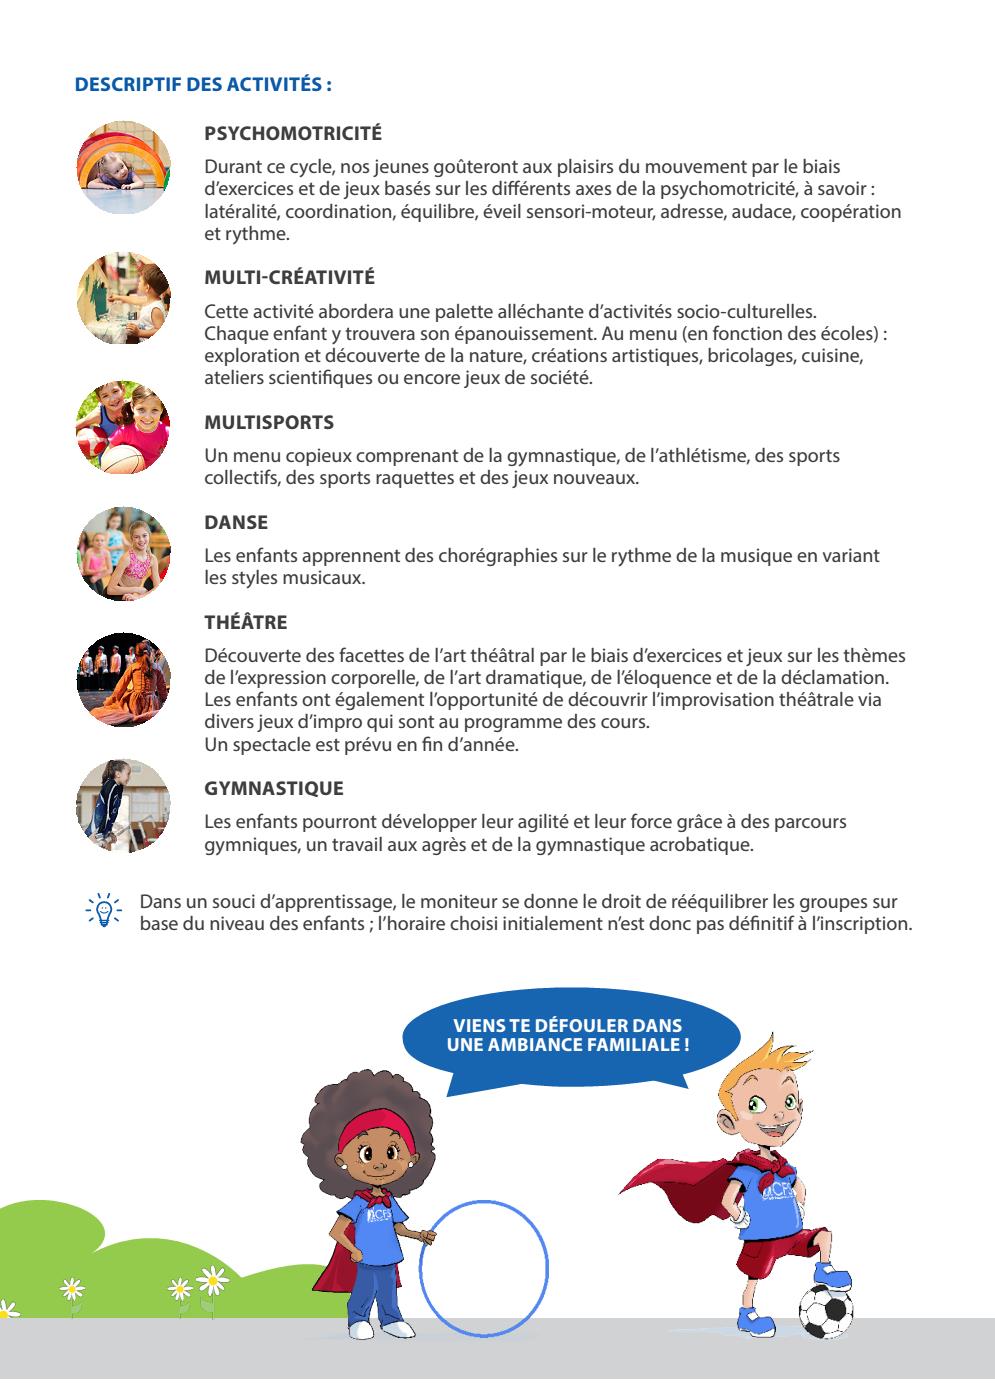 DESCRIPTIF DES ACTIVITÉS :
PSYCHOMOTRICITÉ
Durant ce cycle, nos jeunes goûteront aux plaisirs du mouvement par le biais
d’exercices et de jeux basés sur les différents axes de la psychomotricité, à savoir :
latéralité, coordination, équilibre, éveil sensori-moteur, adresse, audace, coopération
et rythme.
MULTI-CRÉATIVITÉ
Cette activité abordera une palette alléchante d’activités socio-culturelles.
Chaque enfant y trouvera son épanouissement. Au menu (en fonction des écoles) :
exploration et découverte de la nature, créations artistiques, bricolages, cuisine,
ateliers scientifiques ou encore jeux de société.
MULTISPORTS
Un menu copieux comprenant de la gymnastique, de l’athlétisme, des sports
collectifs, des sports raquettes et des jeux nouveaux.
DANSE
Les enfants apprennent des chorégraphies sur le rythme de la musique en variant
les styles musicaux.
THÉÂTRE
Découverte des facettes de l’art théâtral par le biais d’exercices et jeux sur les thèmes
de l’expression corporelle, de l’art dramatique, de l’éloquence et de la déclamation.
Les enfants ont également l’opportunité de découvrir l’improvisation théâtrale via
divers jeux d’impro qui sont au programme des cours.
Un spectacle est prévu en fin d’année.
GYMNASTIQUE
Les enfants pourront développer leur agilité et leur force grâce à des parcours
gymniques, un travail aux agrès et de la gymnastique acrobatique.
Dans un souci d’apprentissage, le moniteur se donne le droit de rééquilibrer les groupes sur
base du niveau des enfants ; l’horaire choisi initialement n’est donc pas définitif à l’inscription.
VIENS TE DÉFOULER DANS
UNE AMBIANCE FAMILIALE !